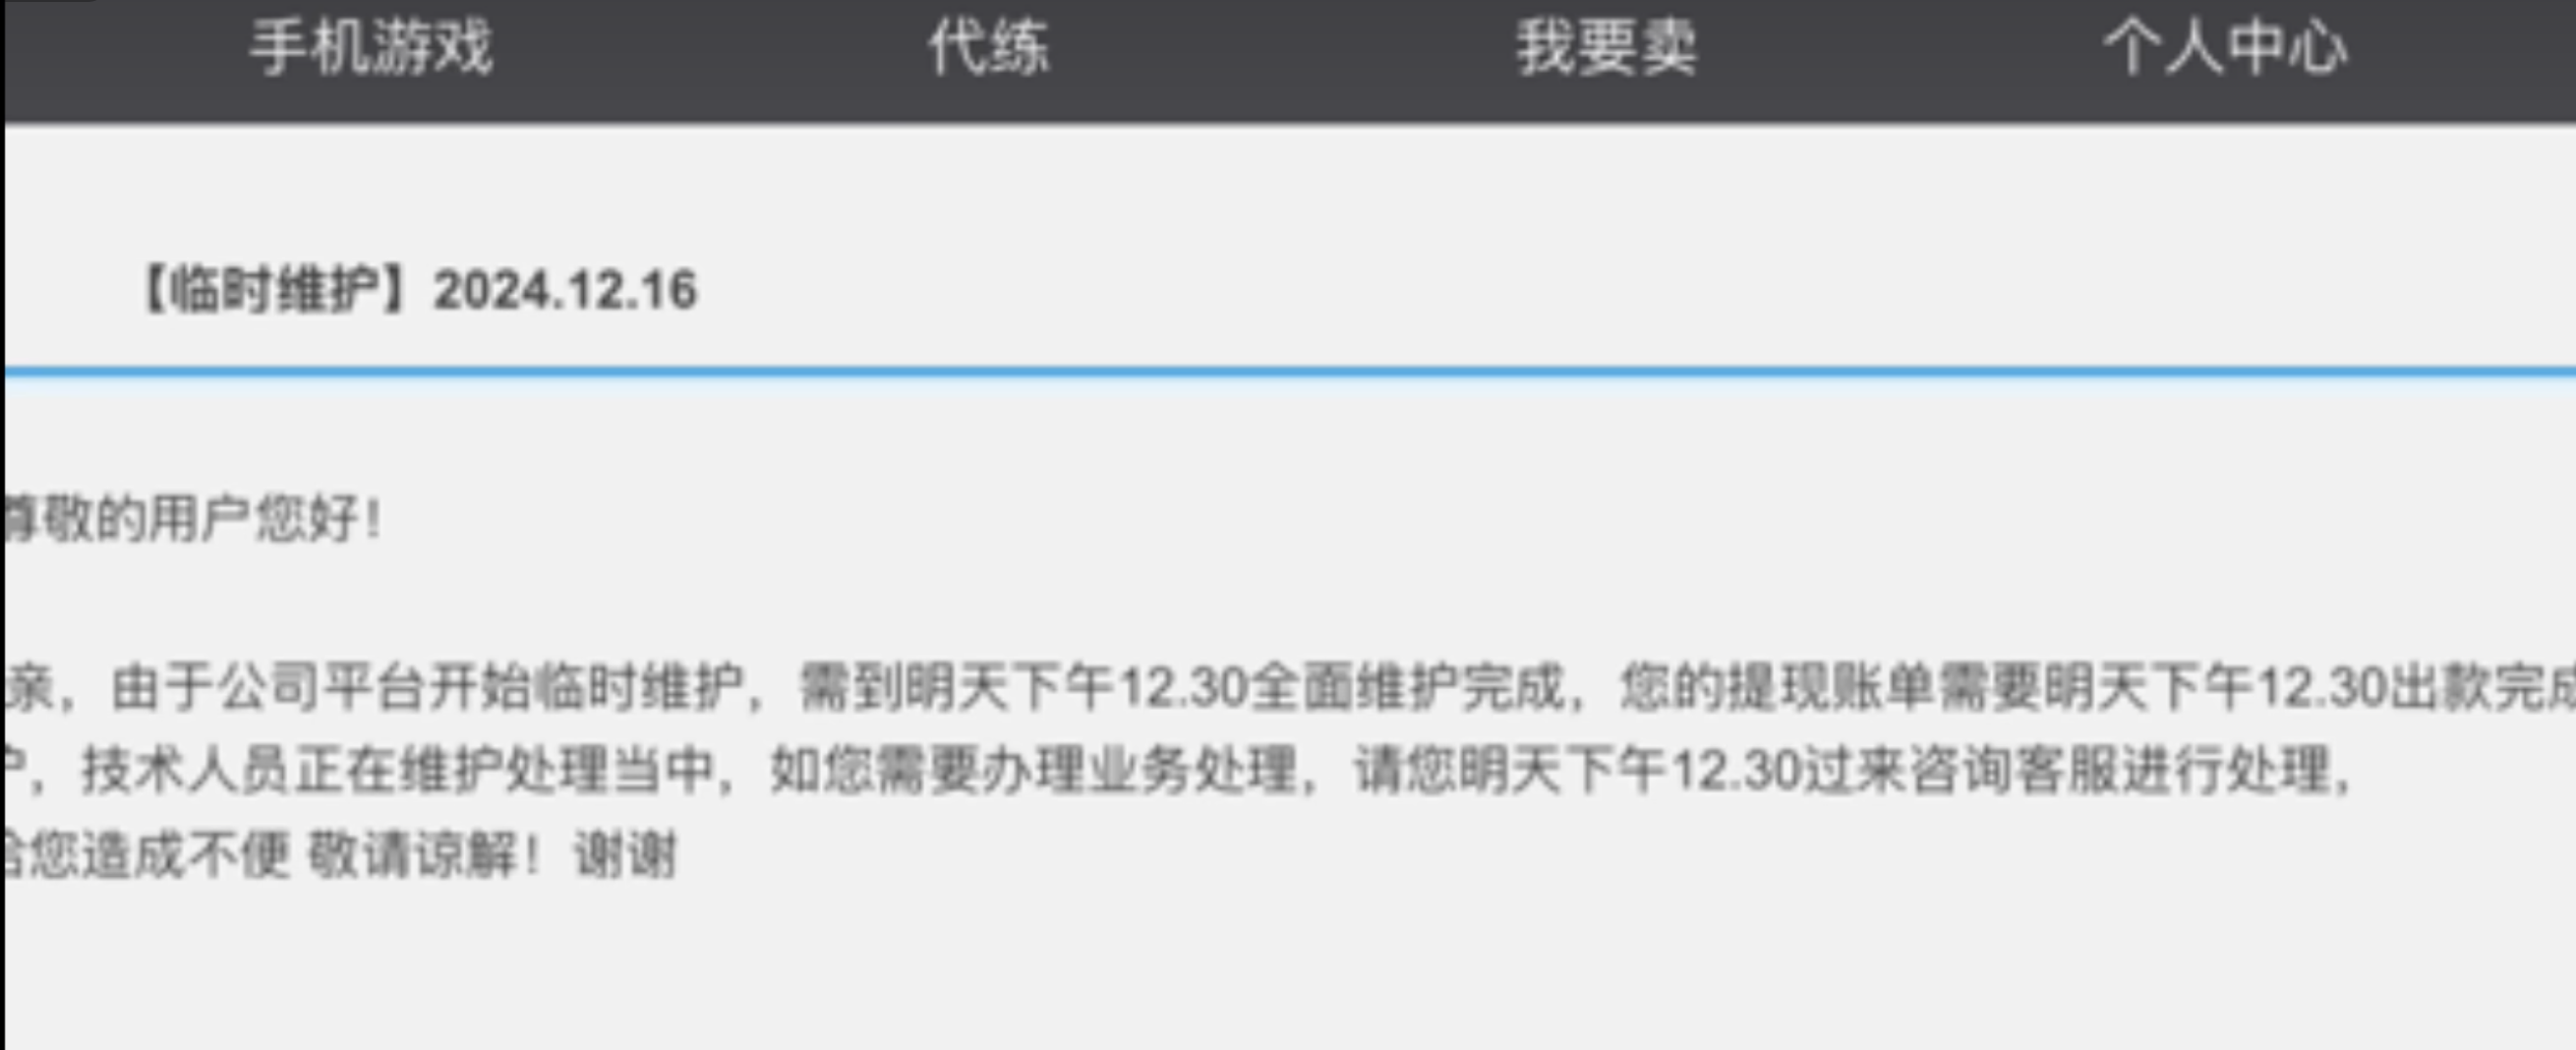 手机游戏 代练 我要卖 个人中心
【临时维护】2024.12.16
尊敬的用户您好！
亲，由于公司平台开始临时维护，需到明天下午12.30全面维护完成，您的提现账单需要明天下午12.30出款完成
户，技术人员正在维护处理当中，如您需要办理业务处理，请您明天下午12.30过来咨询客服进行处理，
给您造成不便 敬请谅解！谢谢